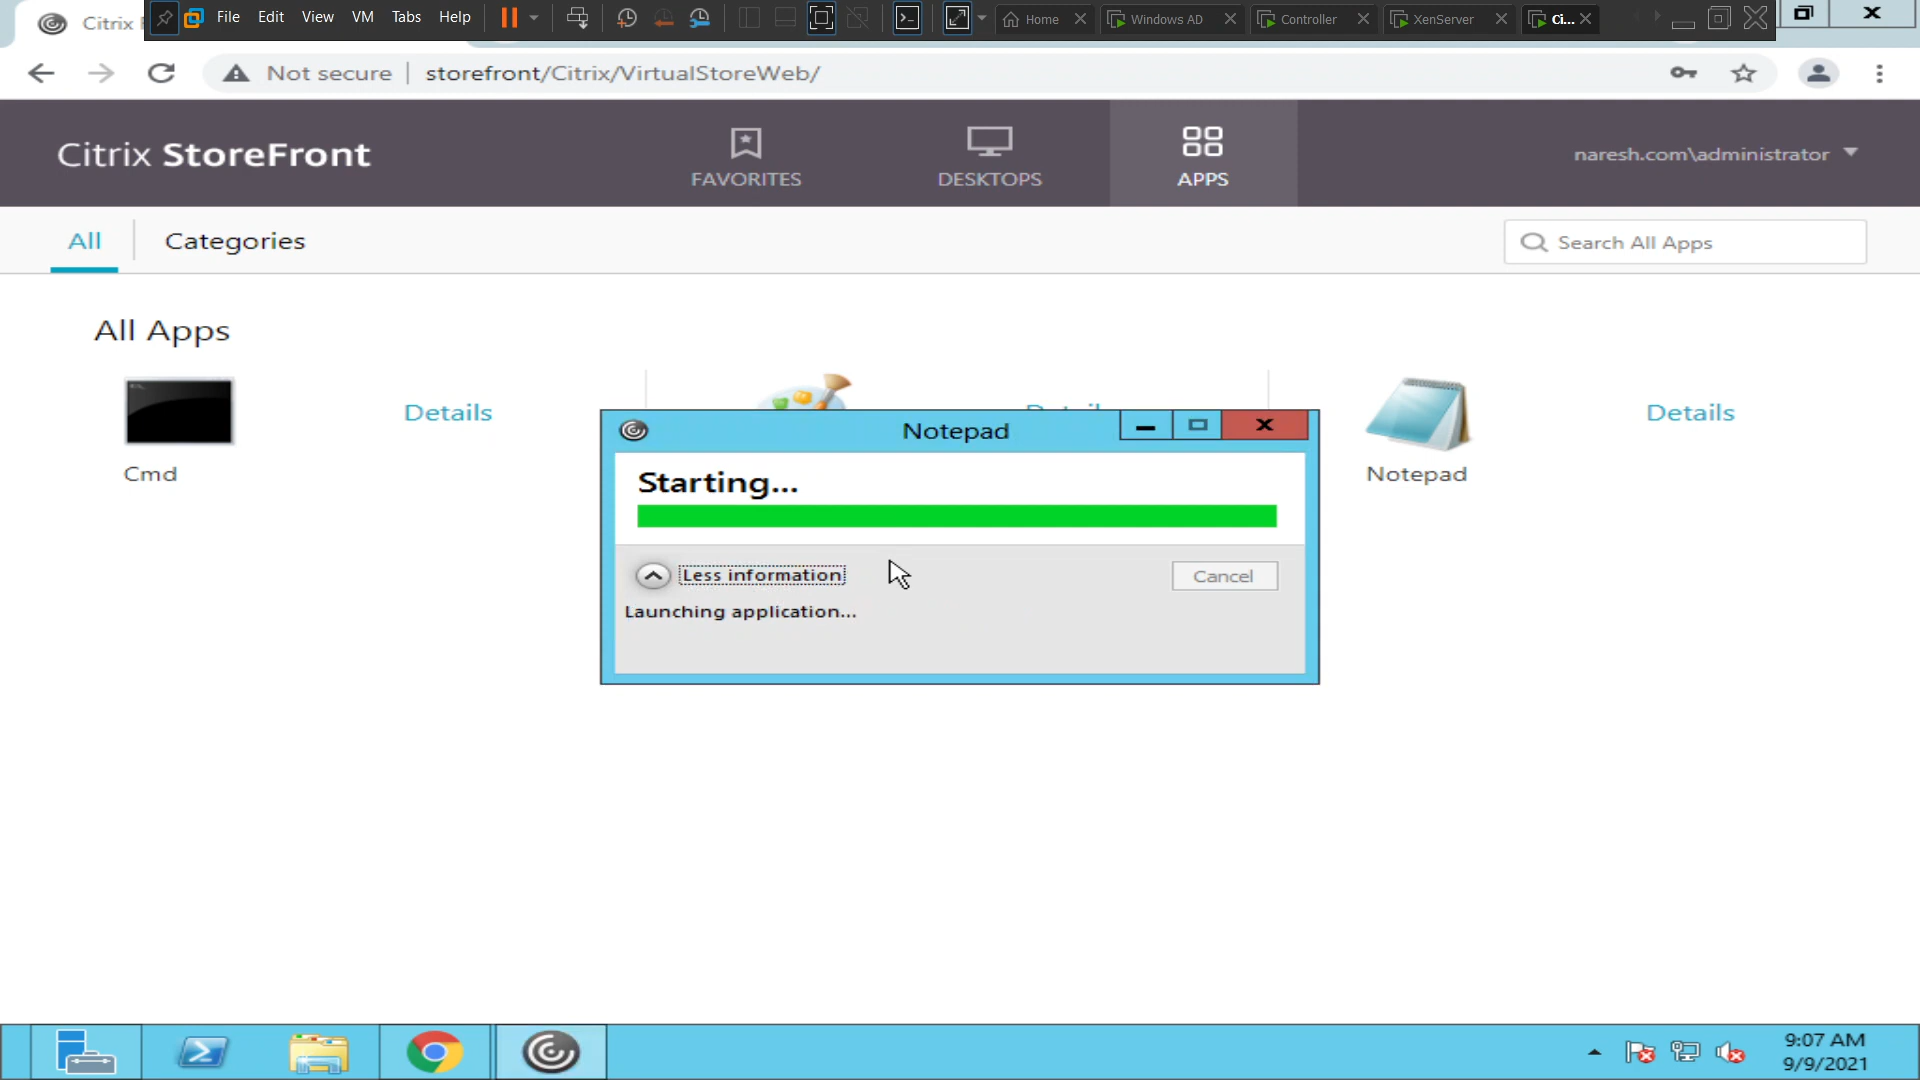 Citrix
File Edit View VM Tabs Help
Home
Windows AD
Controller
XenServer
Ci...
Not secure
storefront/Citrix/VirtualStoreWeb/
Citrix StoreFront
FAVORITES
DESKTOPS
APPS
naresh.com\administrator
All
Categories
Search All Apps
All Apps
Details
Details
Cmd
Notepad
Notepad
Starting...
Less information
Cancel
Launching application...
9:07 AM
9/9/2021